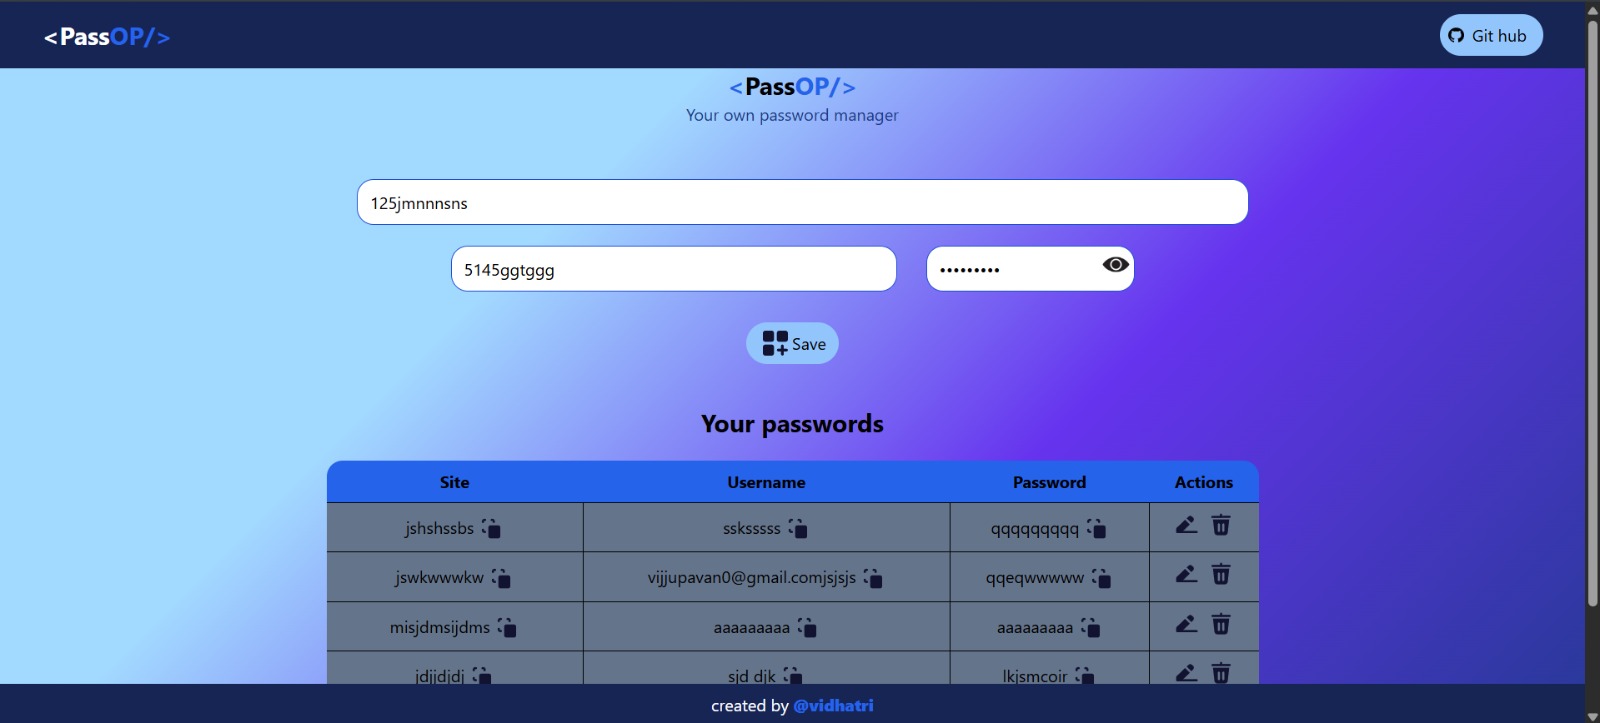 <PassOP/>
Git hub
<PassOP/>
Your own password manager
125jmnnnsns
5145ggtggg
•••••••••
Save
Your passwords
Site Username Password Actions
jshshssbs ssksssss qqqqqqqqq
jswkwwwkw vijjupavan0@gmail.comjsjsjs qqeqwwwww
misjdmsijdms aaaaaaaaa aaaaaaaaa
jdjjdjdj sjd djk lkjsmcoir
created by @vidhatri